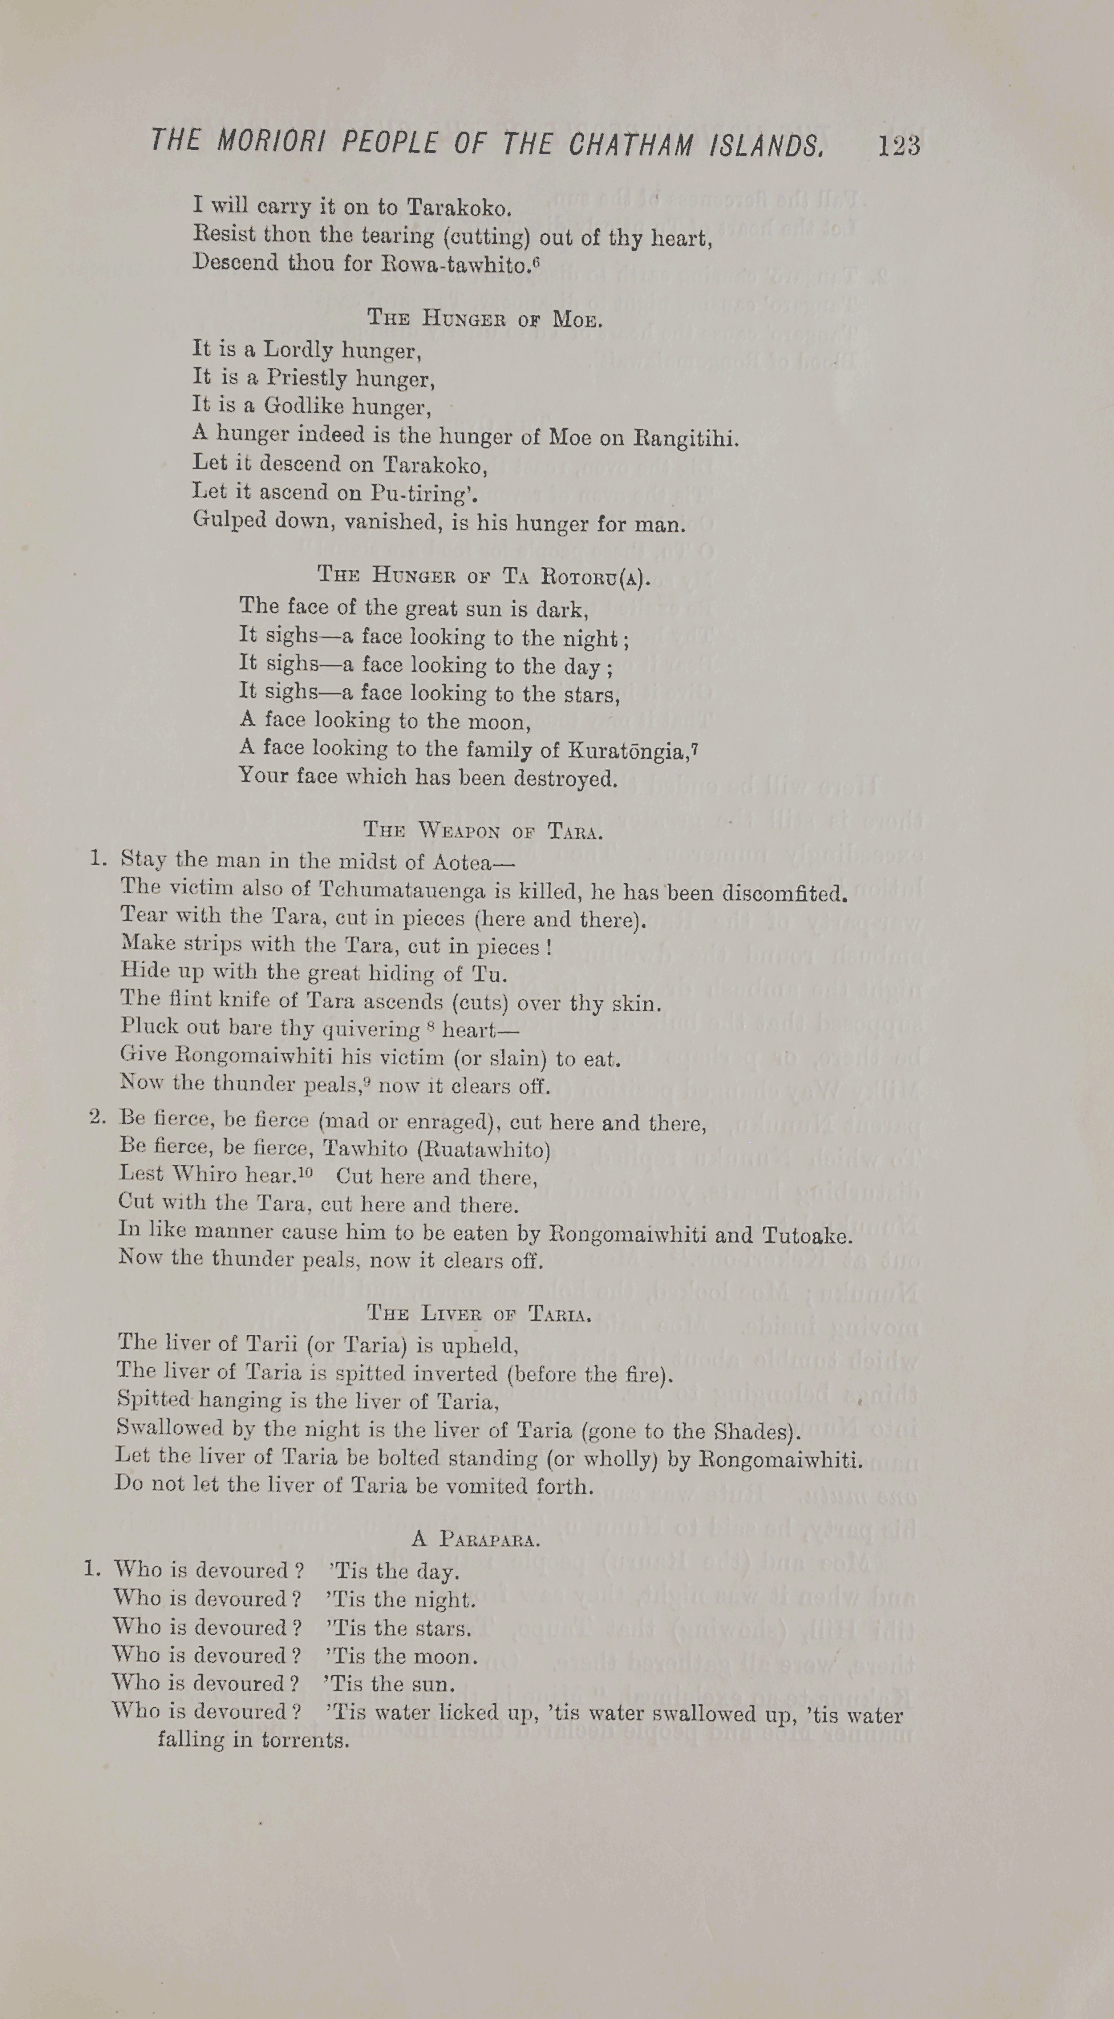 THE MORIORI PEOPLE OF THE CHATHAM ISLANDS. 123
I will carry it on to Tarakoko.
Resist thon the tearing (cutting) out of thy heart,
Descend thou for Rowa-tawhito.⁶
THE HUNGER OF MOE.
It is a Lordly hunger,
It is a Priestly hunger,
It is a Godlike hunger,
A hunger indeed is the hunger of Moe on Rangitihi.
Let it descend on Tarakoko,
Let it ascend on Pu-tiring'.
Gulped down, vanished, is his hunger for man.
THE HUNGER OF TA ROTORU(A).
The face of the great sun is dark,
It sighs—a face looking to the night;
It sighs—a face looking to the day;
It sighs—a face looking to the stars,
A face looking to the moon,
A face looking to the family of Kuratōngia,⁷
Your face which has been destroyed.
THE WEAPON OF TARA.
1. Stay the man in the midst of Aotea—
The victim also of Tchumatauenga is killed, he has been discomfited.
Tear with the Tara, cut in pieces (here and there).
Make strips with the Tara, cut in pieces!
Hide up with the great hiding of Tu.
The flint knife of Tara ascends (cuts) over thy skin.
Pluck out bare thy quivering ⁸ heart—
Give Rongomaiwhiti his victim (or slain) to eat.
Now the thunder peals,⁹ now it clears off.
2. Be fierce, be fierce (mad or enraged), cut here and there,
Be fierce, be fierce, Tawhito (Ruatawhito)
Lest Whiro hear.¹⁰ Cut here and there,
Cut with the Tara, cut here and there.
In like manner cause him to be eaten by Rongomaiwhiti and Tutoake.
Now the thunder peals, now it clears off.
THE LIVER OF TARIA.
The liver of Tarii (or Taria) is upheld,
The liver of Taria is spitted inverted (before the fire).
Spitted hanging is the liver of Taria,
Swallowed by the night is the liver of Taria (gone to the Shades).
Let the liver of Taria be bolted standing (or wholly) by Rongomaiwhiti.
Do not let the liver of Taria be vomited forth.
A PARAPARA.
1. Who is devoured? 'Tis the day.
Who is devoured? 'Tis the night.
Who is devoured? 'Tis the stars.
Who is devoured? 'Tis the moon.
Who is devoured? 'Tis the sun.
Who is devoured? 'Tis water licked up, 'tis water swallowed up, 'tis water
falling in torrents.